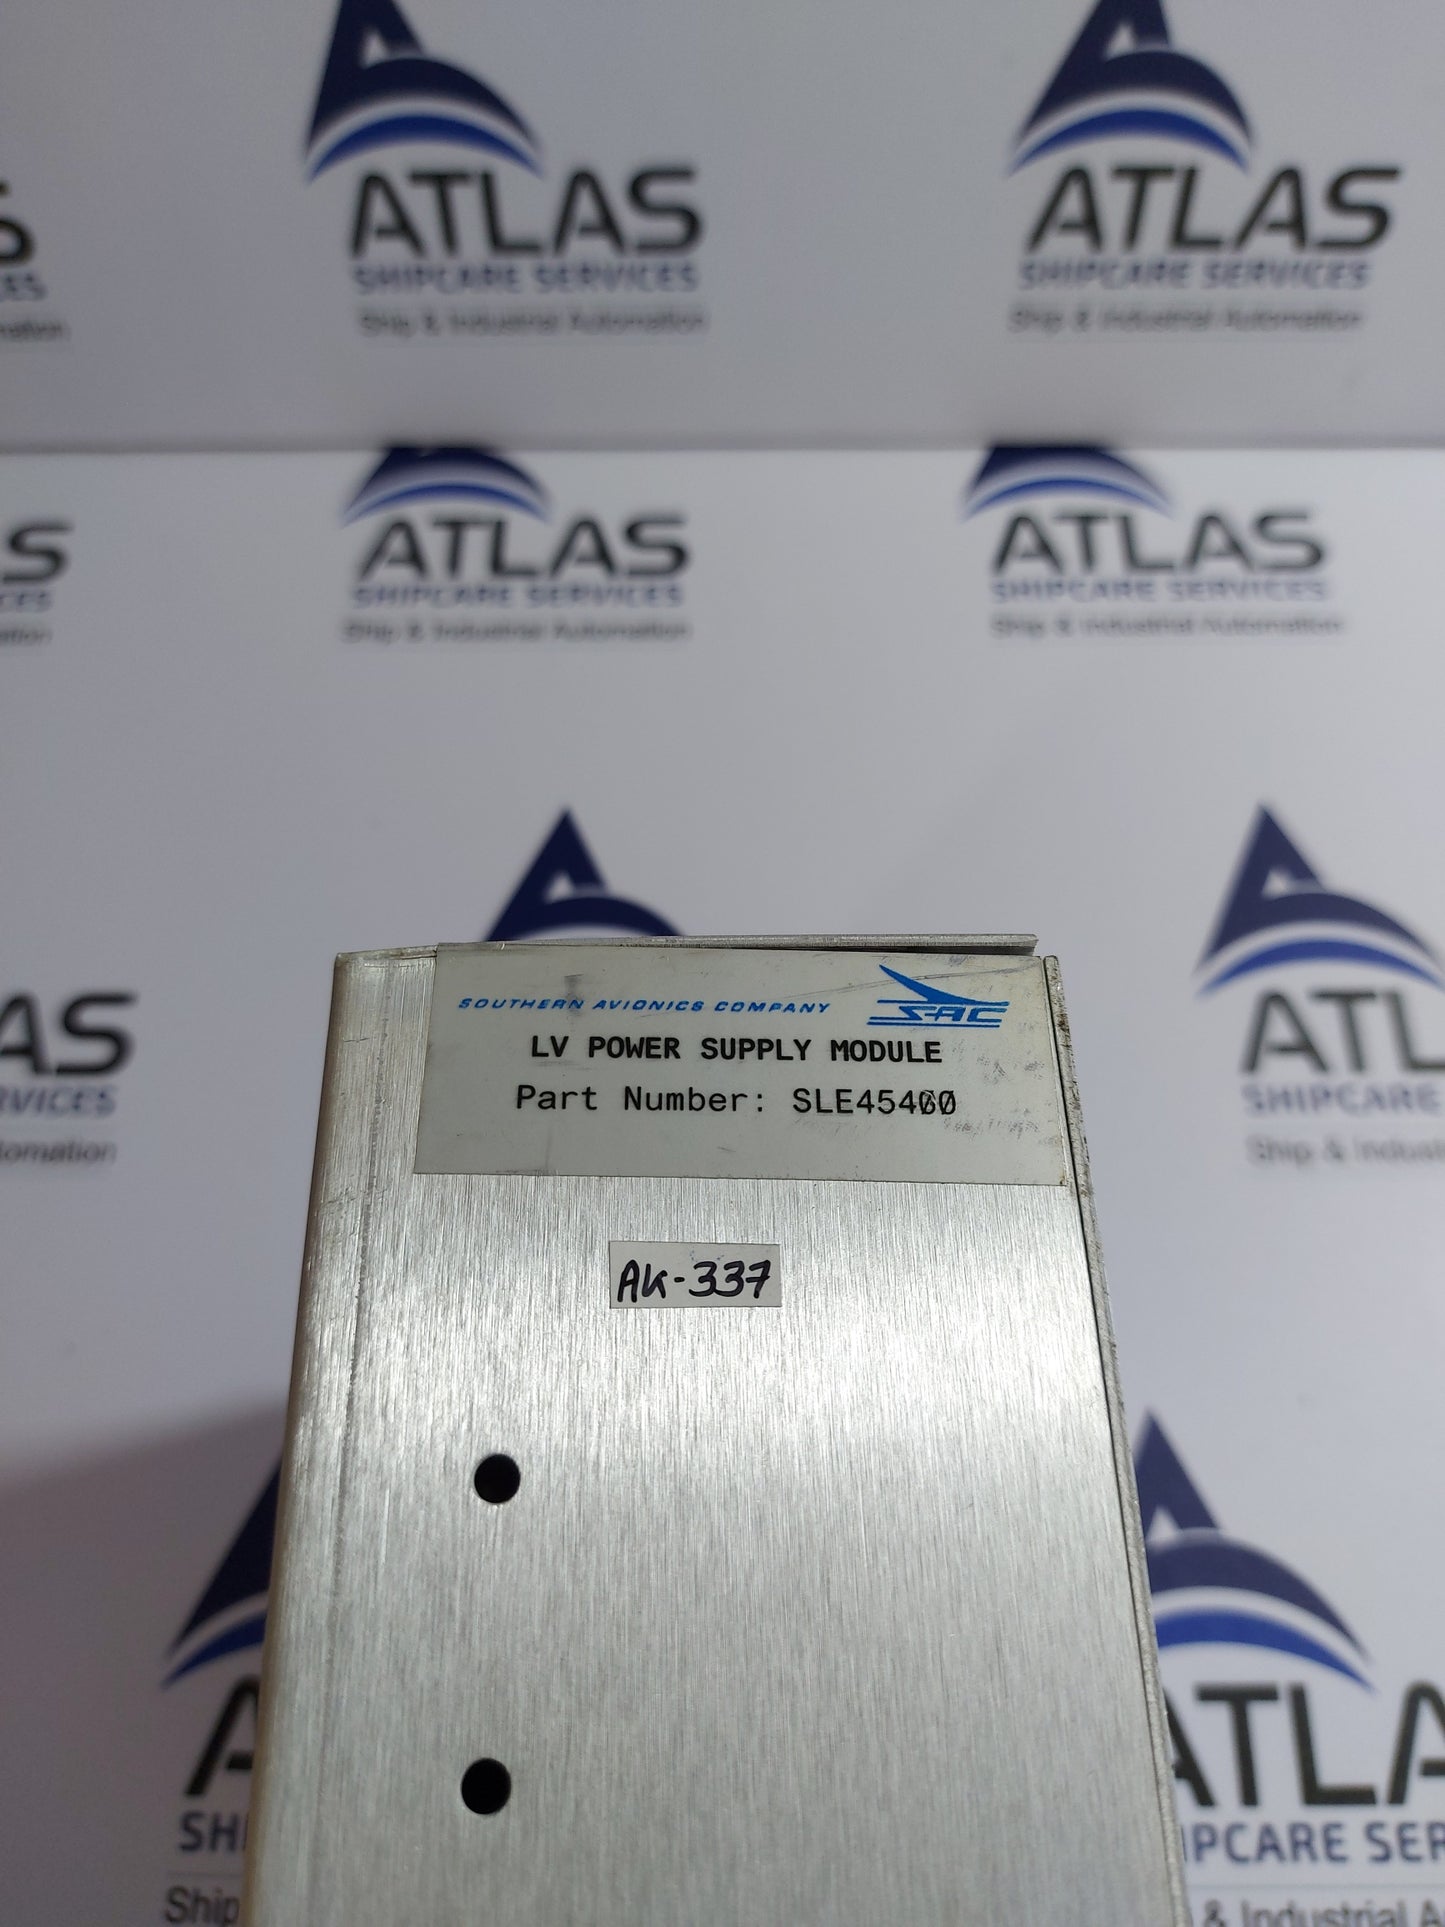 ATLAS
SHIPCARE SERVICES
Ship & Industrial Automation
ATLAS
SHIPCARE SERVICES
Ship & Industrial Automation
ATLAS
SHIPCARE SERVICES
Ship & Industrial Automation
ATLAS
SHIPCARE SERVICES
Ship & Industrial Automation
SOUTHERN AVIONICS COMPANY
SAC
LV POWER SUPPLY MODULE
Part Number:
AK-337